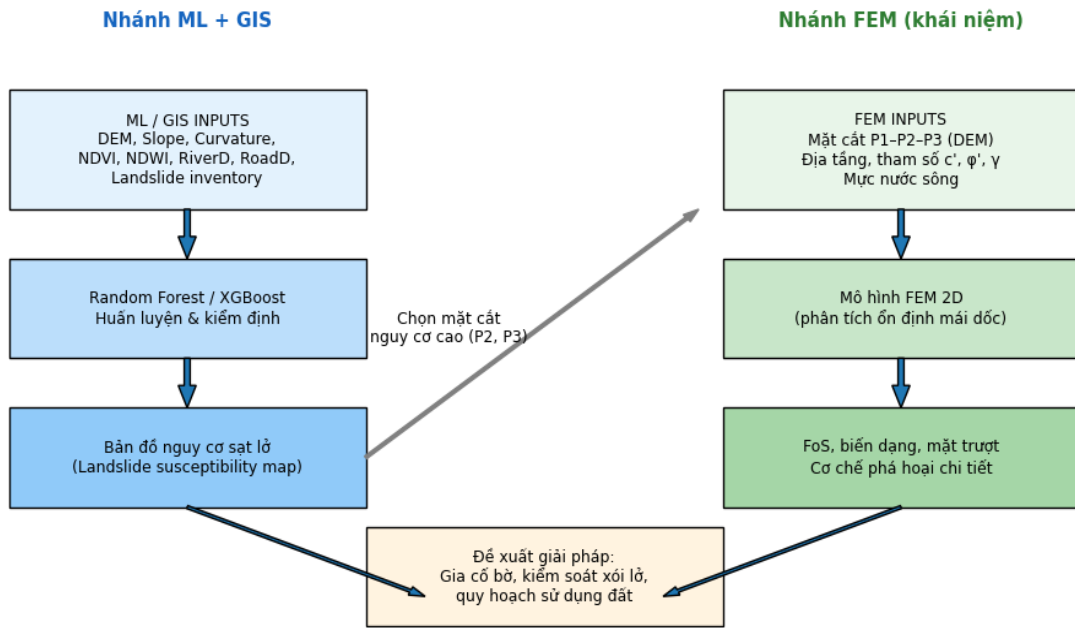 Nhánh ML + GIS
Nhánh FEM (khái niệm)
ML / GIS INPUTS
DEM, Slope, Curvature,
NDVI, NDWI, RiverD, RoadD,
Landslide inventory
FEM INPUTS
Mặt cắt P1–P2–P3 (DEM)
Địa tầng, tham số c', φ', γ
Mực nước sông
Random Forest / XGBoost
Huấn luyện & kiểm định
Chọn mặt cắt
nguy cơ cao (P2, P3)
Mô hình FEM 2D
(phân tích ổn định mái dốc)
Bản đồ nguy cơ sạt lở
(Landslide susceptibility map)
FoS, biến dạng, mặt trượt
Cơ chế phá hoại chi tiết
Đề xuất giải pháp:
Gia cố bờ, kiểm soát xói lở,
quy hoạch sử dụng đất